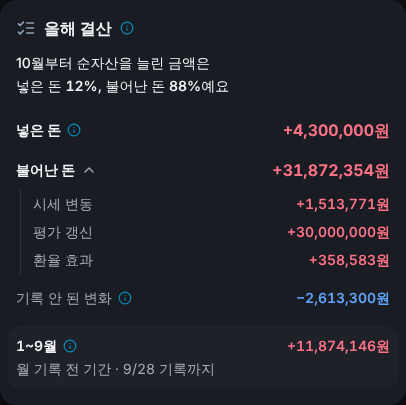 올해 결산
10월부터 순자산을 늘린 금액은
넣은 돈 12%, 불어난 돈 88%예요
넣은 돈 +4,300,000원
불어난 돈 +31,872,354원
시세 변동 +1,513,771원
평가 갱신 +30,000,000원
환율 효과 +358,583원
기록 안 된 변화 −2,613,300원
1~9월 +11,874,146원
월 기록 전 기간 · 9/28 기록까지